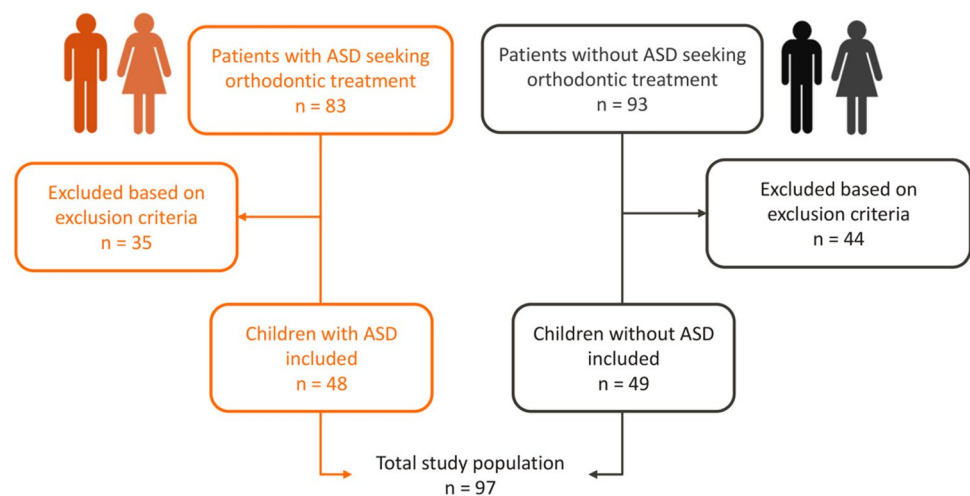 Patients with ASD seeking
orthodontic treatment
n = 83
Patients without ASD seeking
orthodontic treatment
n = 93
Excluded based on
exclusion criteria
n = 35
Excluded based on
exclusion criteria
n = 44
Children with ASD
included
n = 48
Children without ASD
included
n = 49
Total study population
n = 97